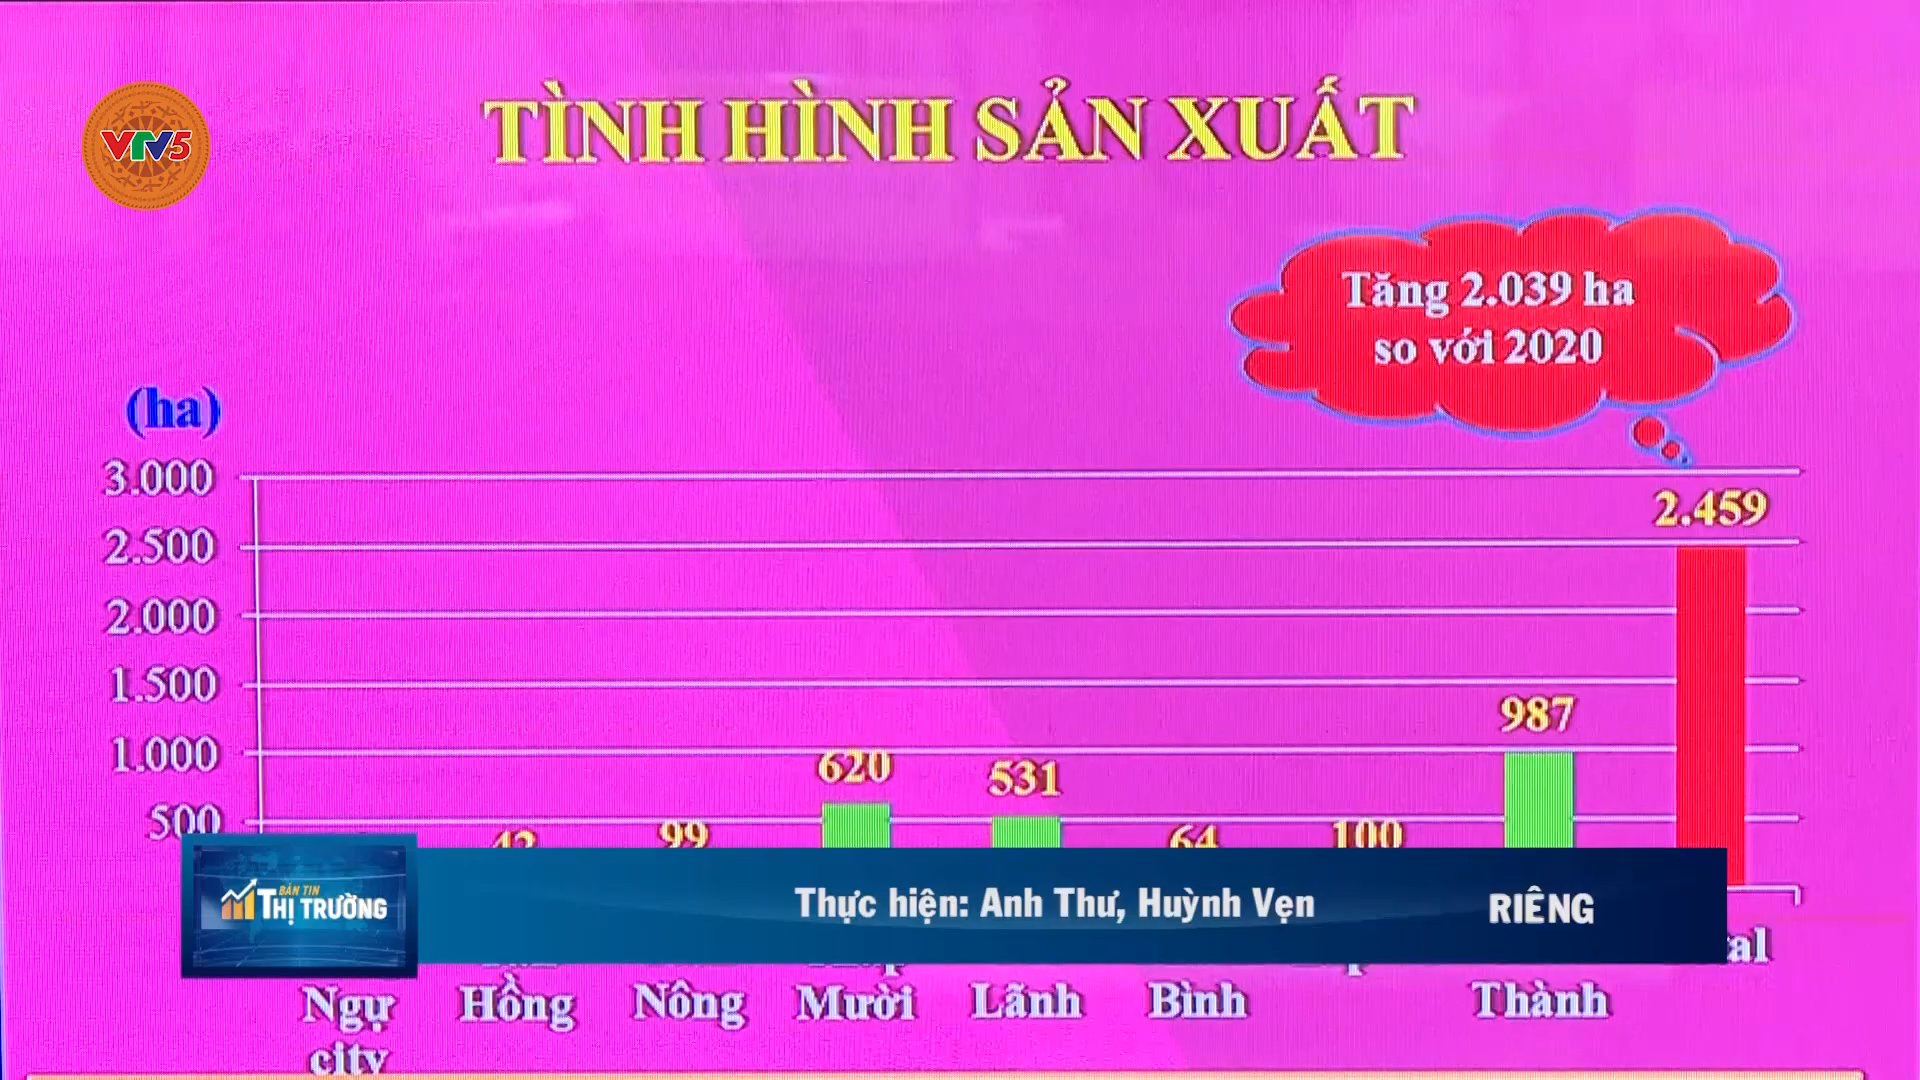 VTV5
TÌNH HÌNH SẢN XUẤT
Tăng 2.039 ha
so với 2020
(ha)
3.000
2.500
2.000
1.500
1.000
500
2.459
987
620
531
42
99
64
100
BẢN TIN
THỊ TRƯỜNG
Thực hiện: Anh Thư, Huỳnh Vẹn
RIÊNG
Ngự
city
Hồng
Nông
Mười
Lãnh
Bình
Thành